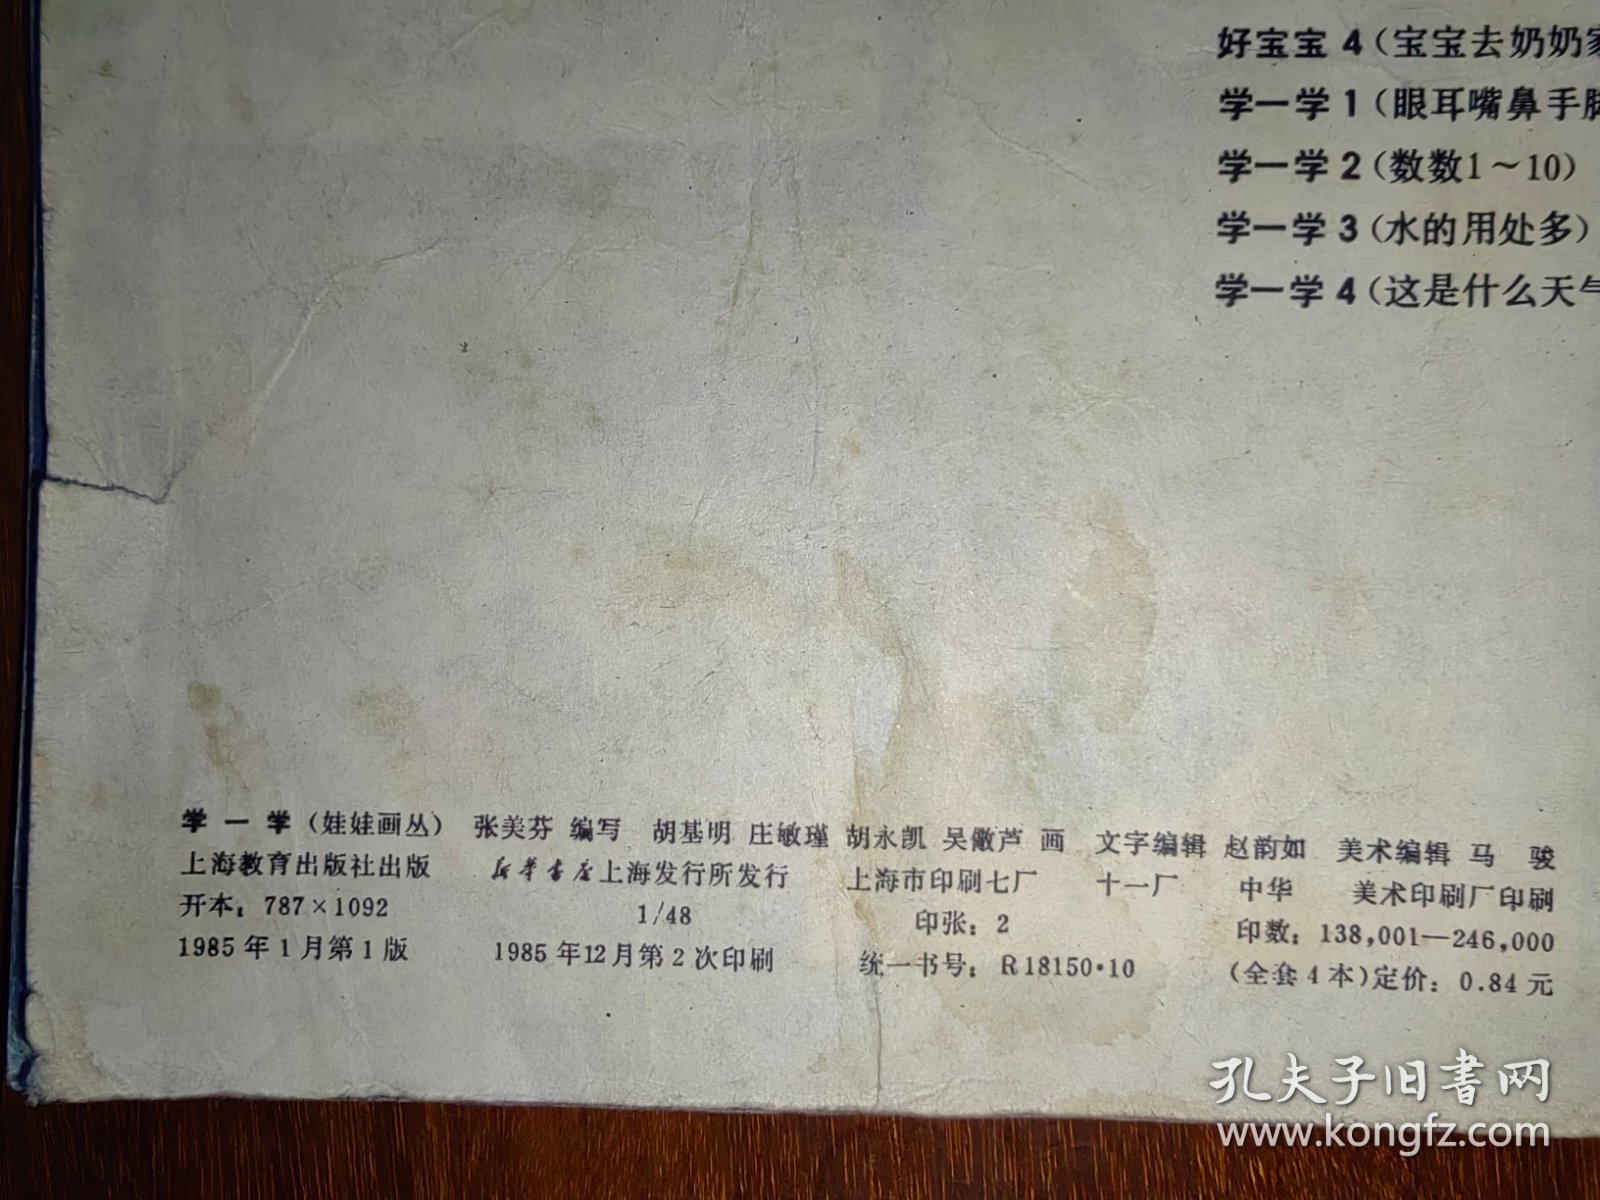 好宝宝 4（宝宝去奶奶家
学一学 1（眼耳嘴鼻手脚
学一学 2（数数1～10）
学一学 3（水的用处多）
学一学 4（这是什么天气
学 一 学（娃娃画丛） 张美芬 编写 胡基明 庄敏瑾 胡永凯 吴儆芦 画 文字编辑 赵韵如 美术编辑 马 骏
上海教育出版社出版 新华书店上海发行所发行 上海市印刷七厂 十一厂 中华 美术印刷厂印刷
开本：787×1092 1/48 印张：2 印数：138,001—246,000
1985年1月第1版 1985年12月第2次印刷 统一书号：R18150·10 （全套4本）定价：0.84元
孔夫子旧书网
www.kongfz.com